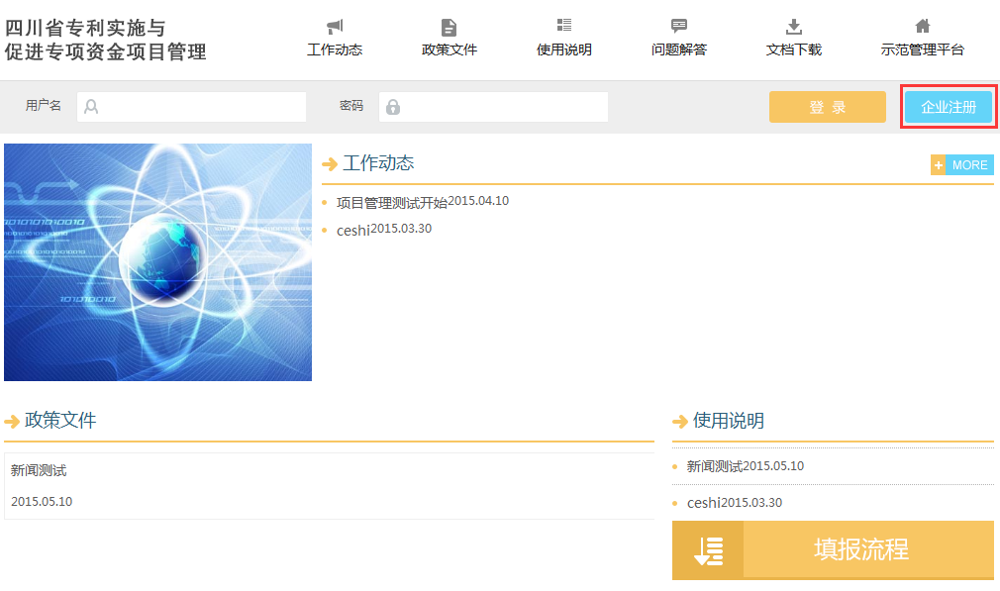 四川省专利实施与
促进专项资金项目管理
工作动态
政策文件
使用说明
问题解答
文档下载
示范管理平台
用户名
密码
登 录
企业注册
工作动态
+ MORE
项目管理测试开始2015.04.10
ceshi2015.03.30
政策文件
新闻测试
2015.05.10
使用说明
新闻测试2015.05.10
ceshi2015.03.30
填报流程